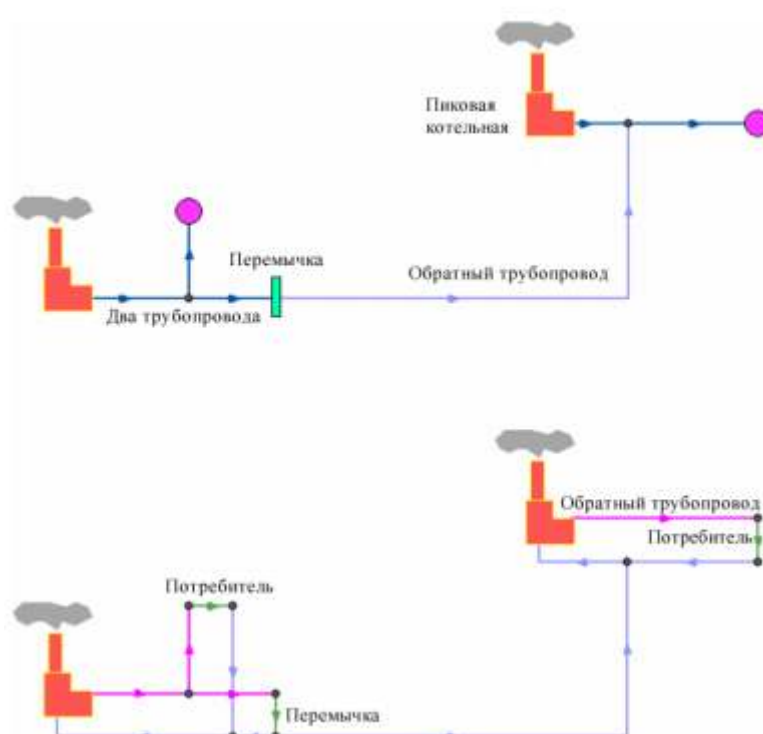 Пиковая
котельная
Перемычка
Обратный трубопровод
Два трубопровода
Обратный трубопровод
Потребитель
Потребитель
Перемычка